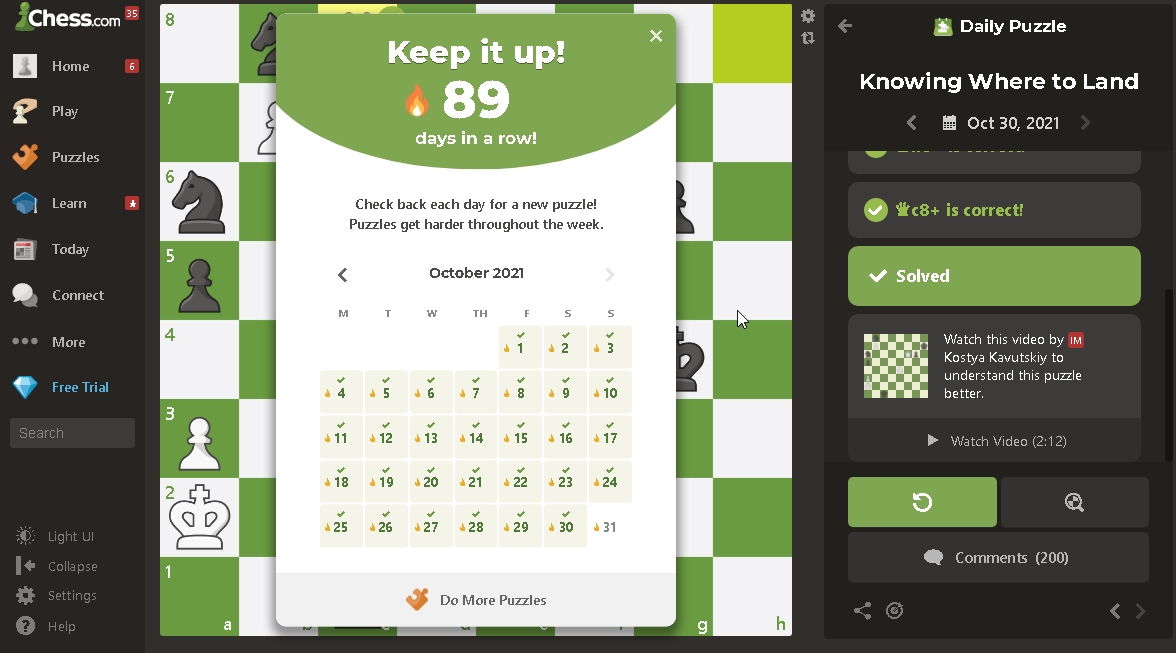 Chess.com 35
Home 6
Play
Puzzles
Learn
Today
Connect
More
Free Trial
Search
Light UI
Collapse
Settings
Help
8
7
6
5
4
3
2
1
a
g
h
Keep it up!
89
days in a row!
Check back each day for a new puzzle!
Puzzles get harder throughout the week.
October 2021
M T W TH F S S
1 2 3
4 5 6 7 8 9 10
11 12 13 14 15 16 17
18 19 20 21 22 23 24
25 26 27 28 29 30 31
Do More Puzzles
Daily Puzzle
Knowing Where to Land
Oct 30, 2021
♛c8+ is correct!
Solved
Watch this video by IM
Kostya Kavutskiy to
understand this puzzle
better.
Watch Video (2:12)
Comments (200)